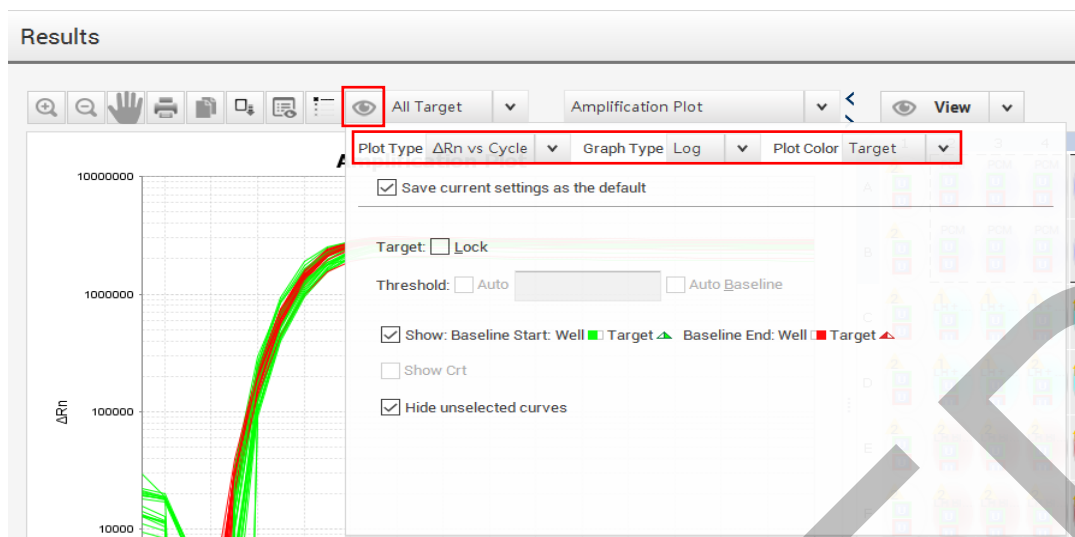 Results
All Target
Amplification Plot
View
Plot Type ΔRn vs Cycle Graph Type Log Plot Color Target
Save current settings as the default
Target: Lock
Threshold: Auto Auto Baseline
Show: Baseline Start: Well Target Baseline End: Well Target
Show Crt
Hide unselected curves
10000000
1000000
100000
10000
ΔRn